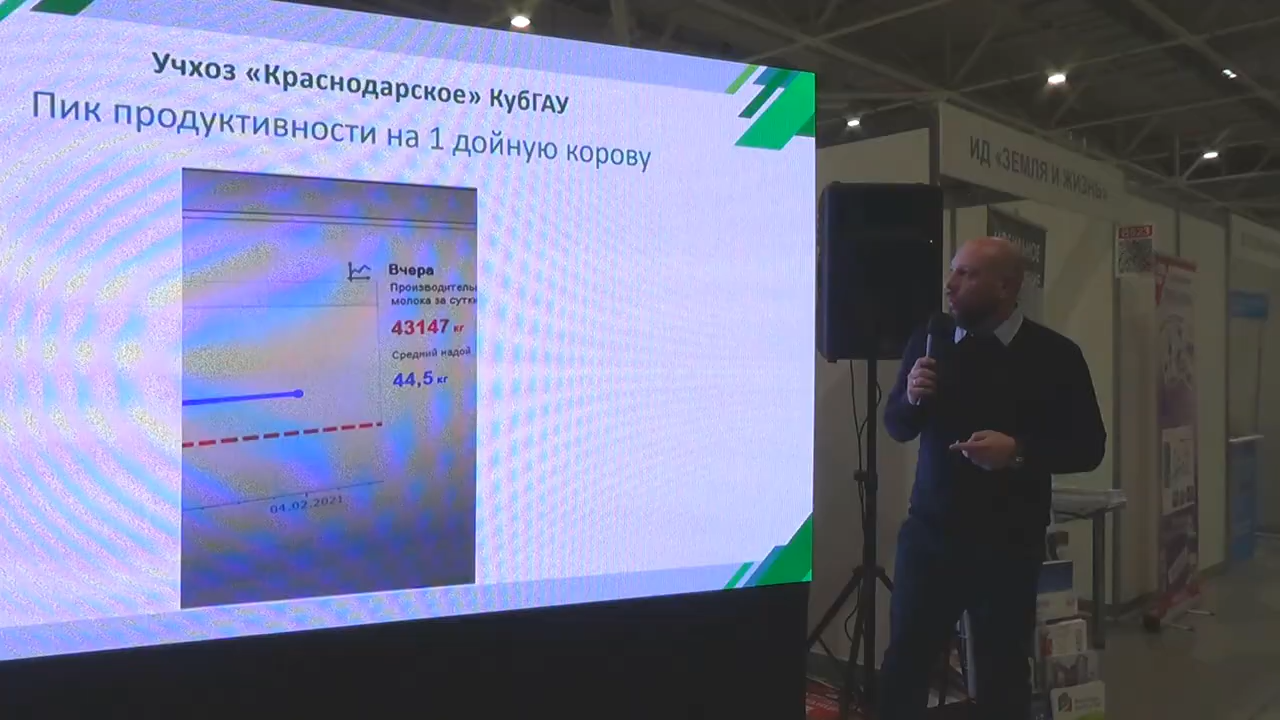 Учхоз «Краснодарское» КубГАУ
Пик продуктивности на 1 дойную корову
Вчера
Производитель
молока за сутки
43147 кг
Средний надой
44,5 кг
04.02.2021
ИД «ЗЕМЛЯ И ЖИЗНЬ»